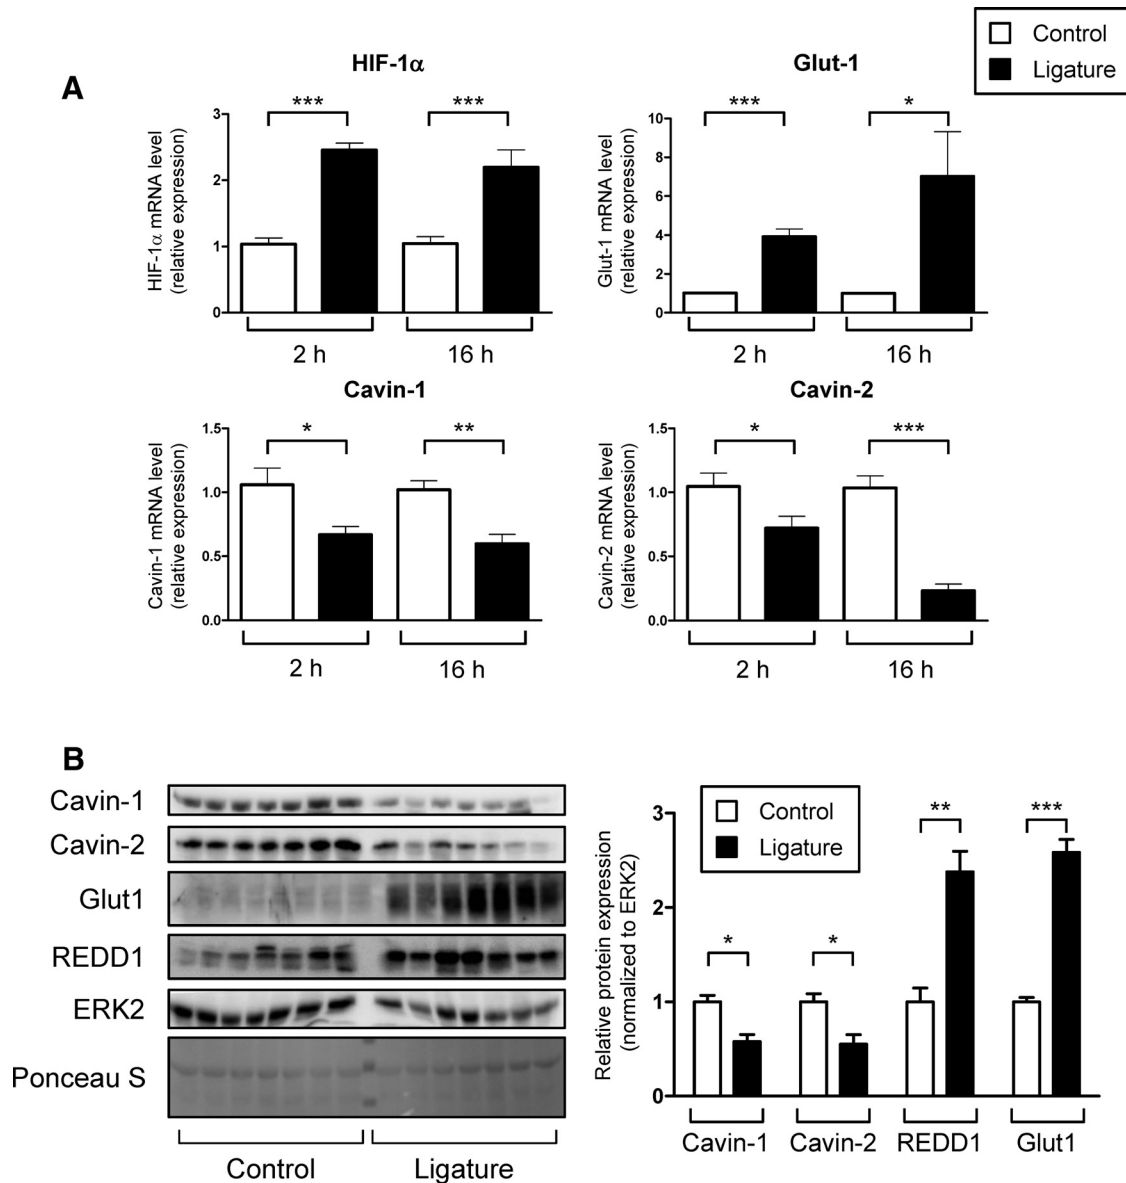 Control
Ligature
A
HIF-1α
***
***
HIF-1α mRNA level
(relative expression)
3
2
1
0
2 h
16 h
Glut-1
***
*
Glut-1 mRNA level
(relative expression)
10
8
6
4
2
0
2 h
16 h
Cavin-1
*
**
Cavin-1 mRNA level
(relative expression)
1.5
1.0
0.5
0.0
2 h
16 h
Cavin-2
*
***
Cavin-2 mRNA level
(relative expression)
1.5
1.0
0.5
0.0
2 h
16 h
B
Cavin-1
Cavin-2
Glut1
REDD1
ERK2
Ponceau S
Control
Ligature
Control
Ligature
Relative protein expression
(normalized to ERK2)
3
2
1
0
*
*
**
***
Cavin-1
Cavin-2
REDD1
Glut1